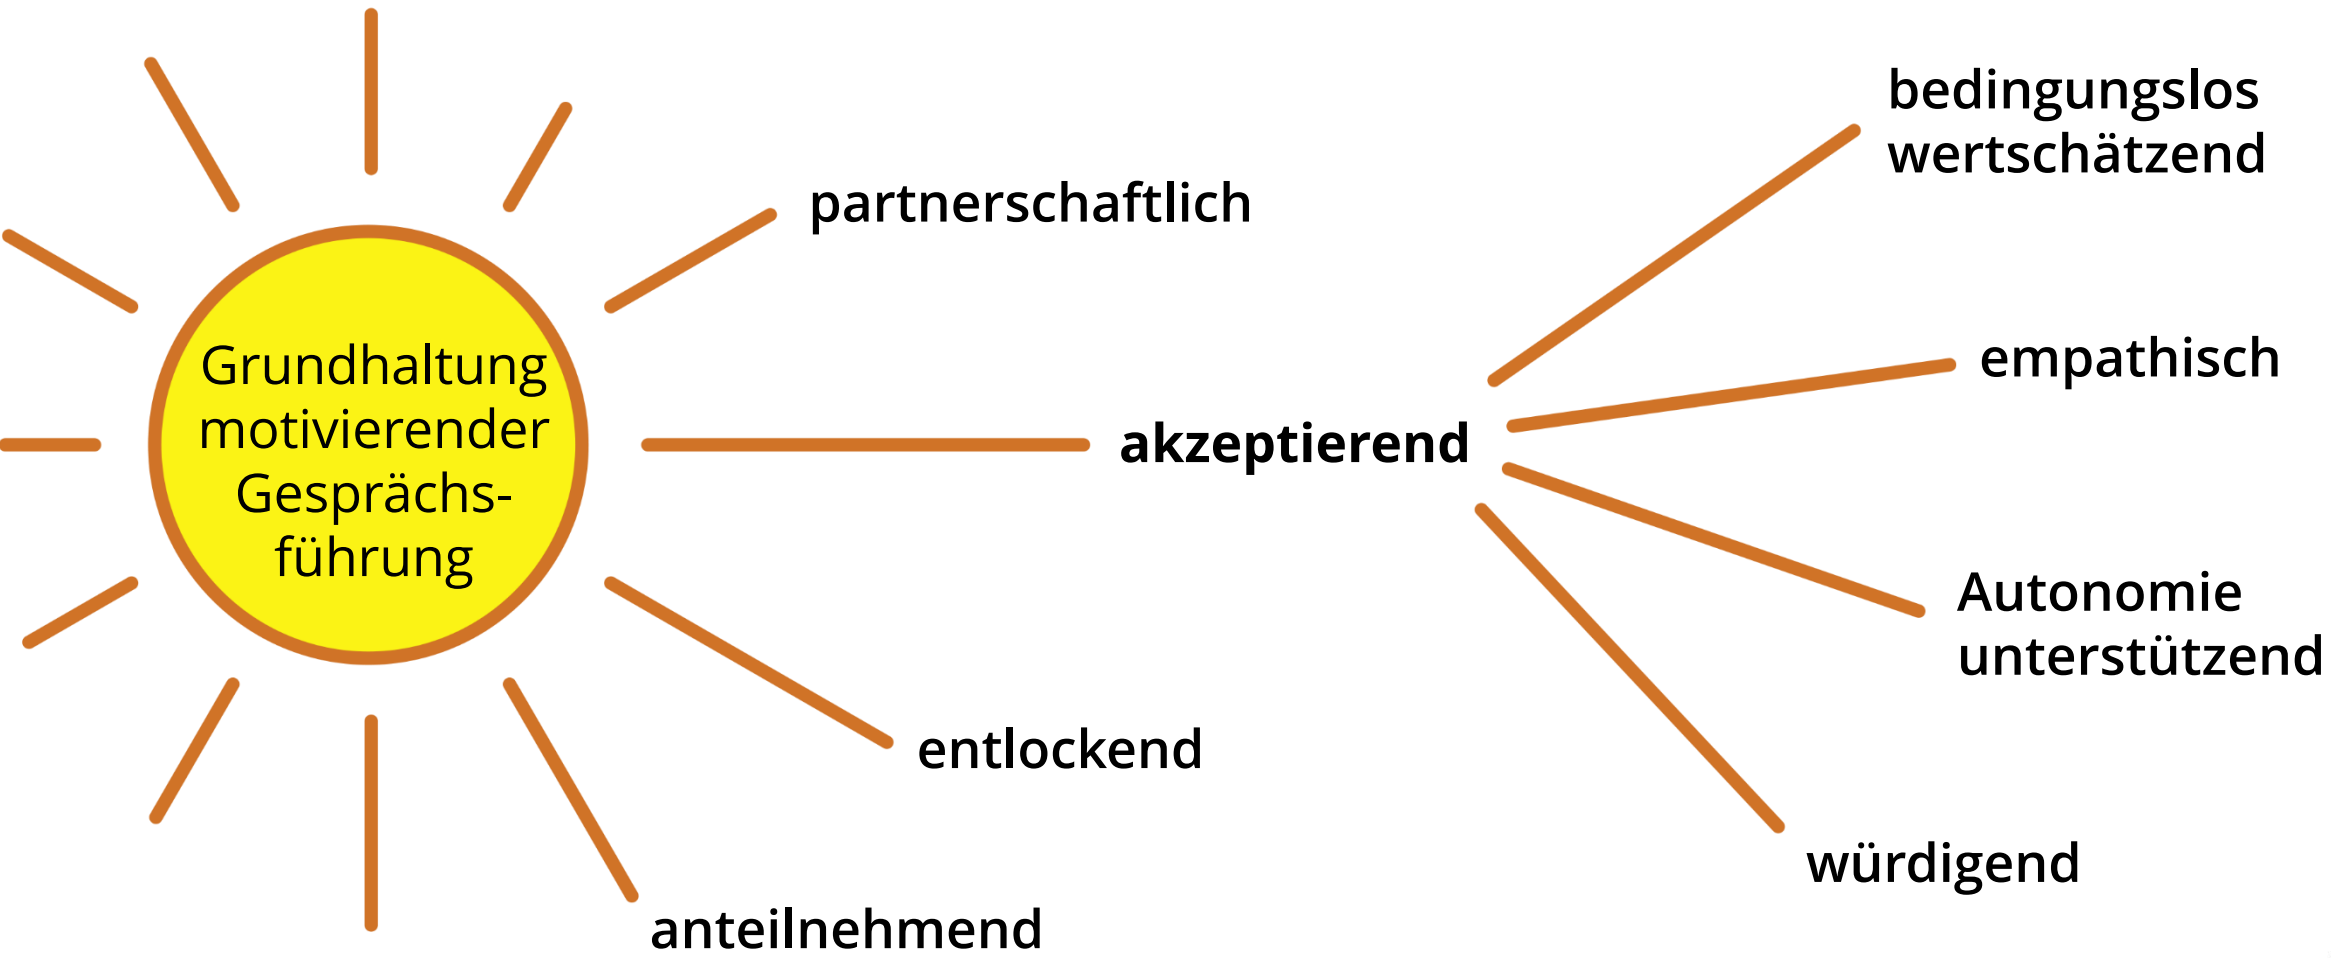 Grundhaltung
motivierender
Gesprächs-
führung
partnerschaftlich
akzeptierend
entlockend
anteilnehmend
bedingungslos
wertschätzend
empathisch
Autonomie
unterstützend
würdigend